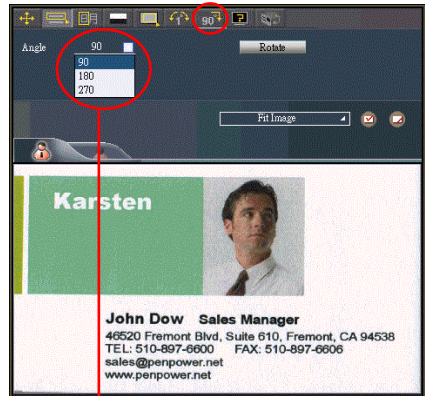 90
Angle 90 Rotate
90
180
270
Fit Image
Karsten
John Dow Sales Manager
46520 Fremont Blvd, Suite 610, Fremont, CA 94538
TEL: 510-897-6600 FAX: 510-897-6606
sales@penpower.net
www.penpower.net